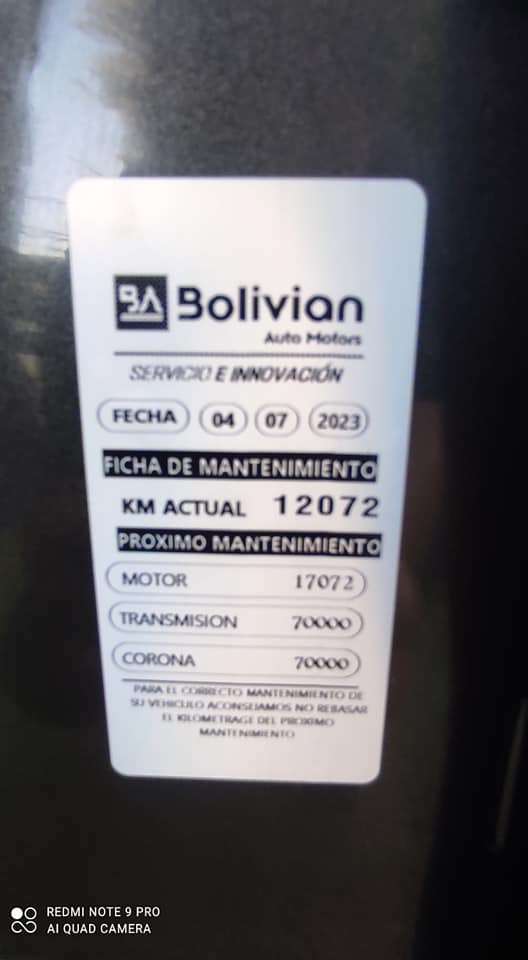 BA Bolivian
Auto Motors
SERVICIO E INNOVACIÓN
FECHA 04 07 2023
FICHA DE MANTENIMIENTO
KM ACTUAL 12072
PROXIMO MANTENIMIENTO
MOTOR 17072
TRANSMISION 70000
CORONA 70000
PARA EL CORRECTO MANTENIMIENTO DE
SU VEHICULO ACONSEJAMOS NO REBASAR
EL KILOMETRAGE DEL PROXIMO
MANTENIMIENTO
REDMI NOTE 9 PRO
AI QUAD CAMERA